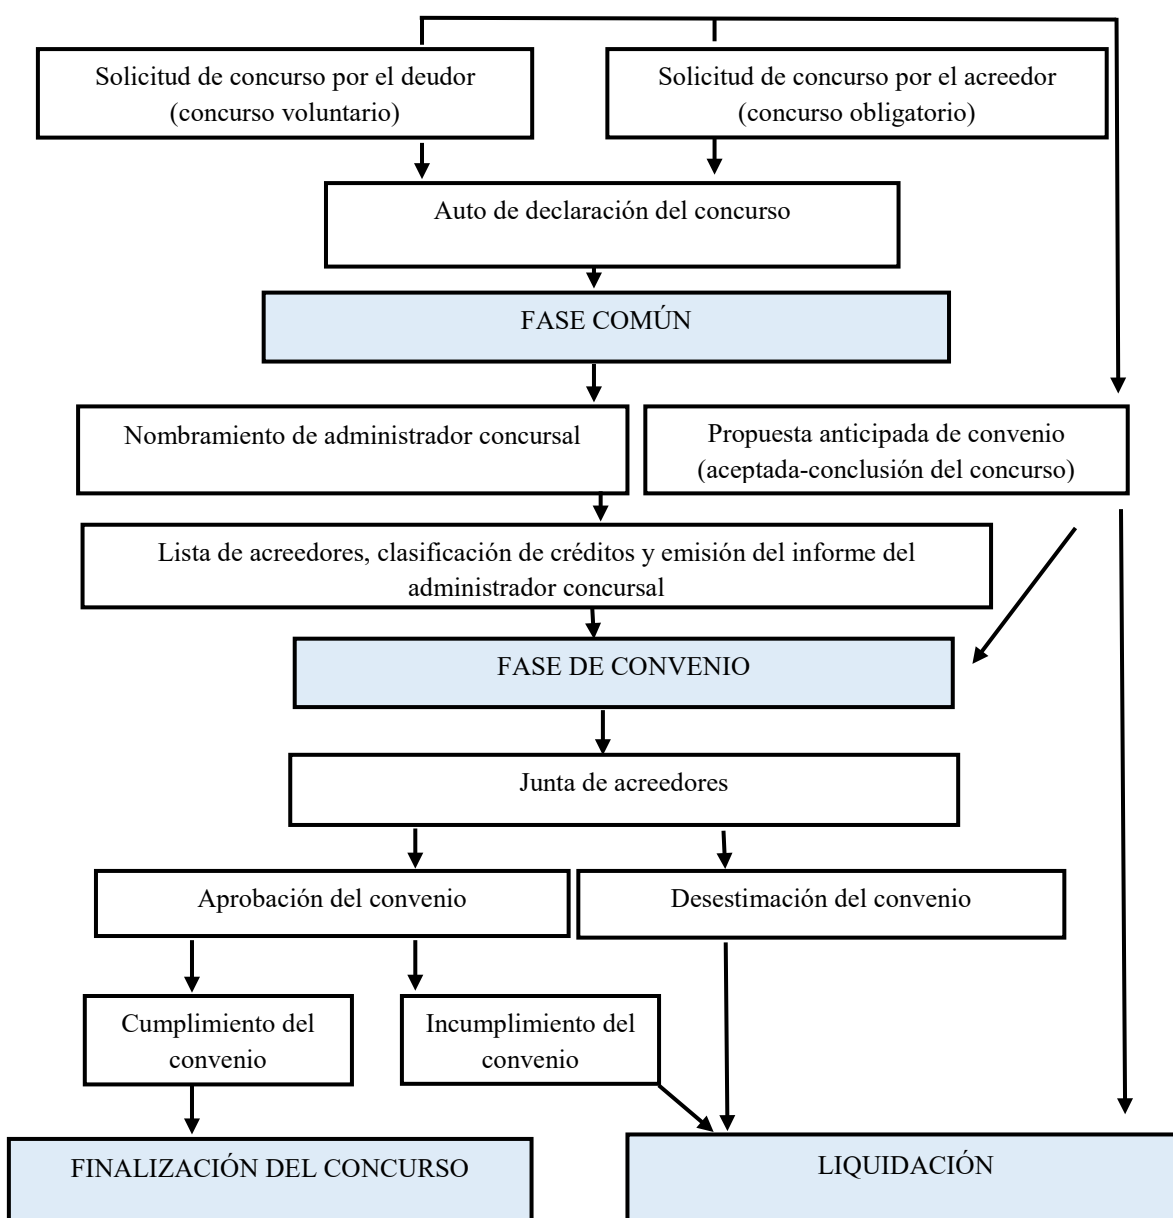 Solicitud de concurso por el deudor
(concurso voluntario)
Solicitud de concurso por el acreedor
(concurso obligatorio)
Auto de declaración del concurso
FASE COMÚN
Nombramiento de administrador concursal
Propuesta anticipada de convenio
(aceptada-conclusión del concurso)
Lista de acreedores, clasificación de créditos y emisión del informe del
administrador concursal
FASE DE CONVENIO
Junta de acreedores
Aprobación del convenio
Desestimación del convenio
Cumplimiento del
convenio
Incumplimiento del
convenio
FINALIZACIÓN DEL CONCURSO
LIQUIDACIÓN